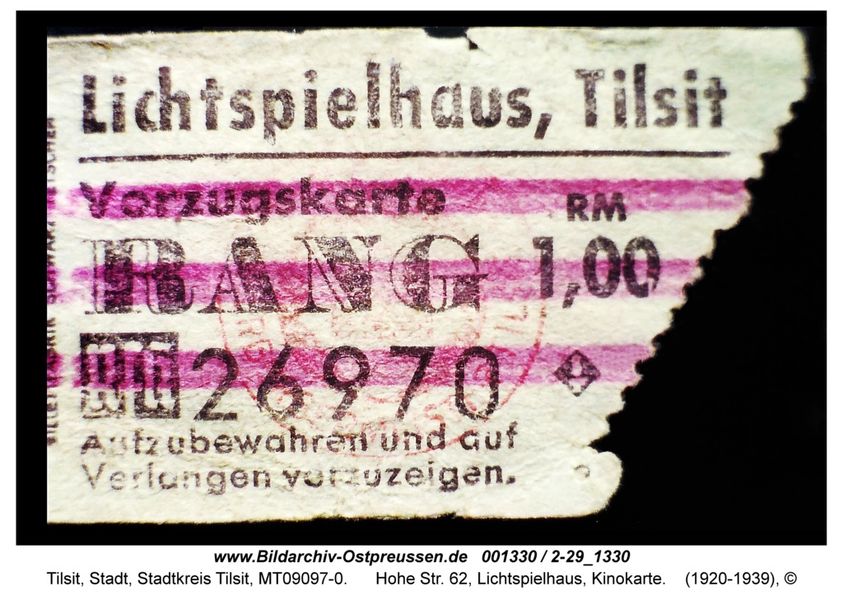 Lichtspielhaus, Tilsit
Vorzugskarte
RM
RANG 1,00
26970
Aufzubewahren und auf
Verlangen vorzuzeigen.
www.Bildarchiv-Ostpreussen.de 001330 / 2-29_1330
Tilsit, Stadt, Stadtkreis Tilsit, MT09097-0. Hohe Str. 62, Lichtspielhaus, Kinokarte. (1920-1939), ©